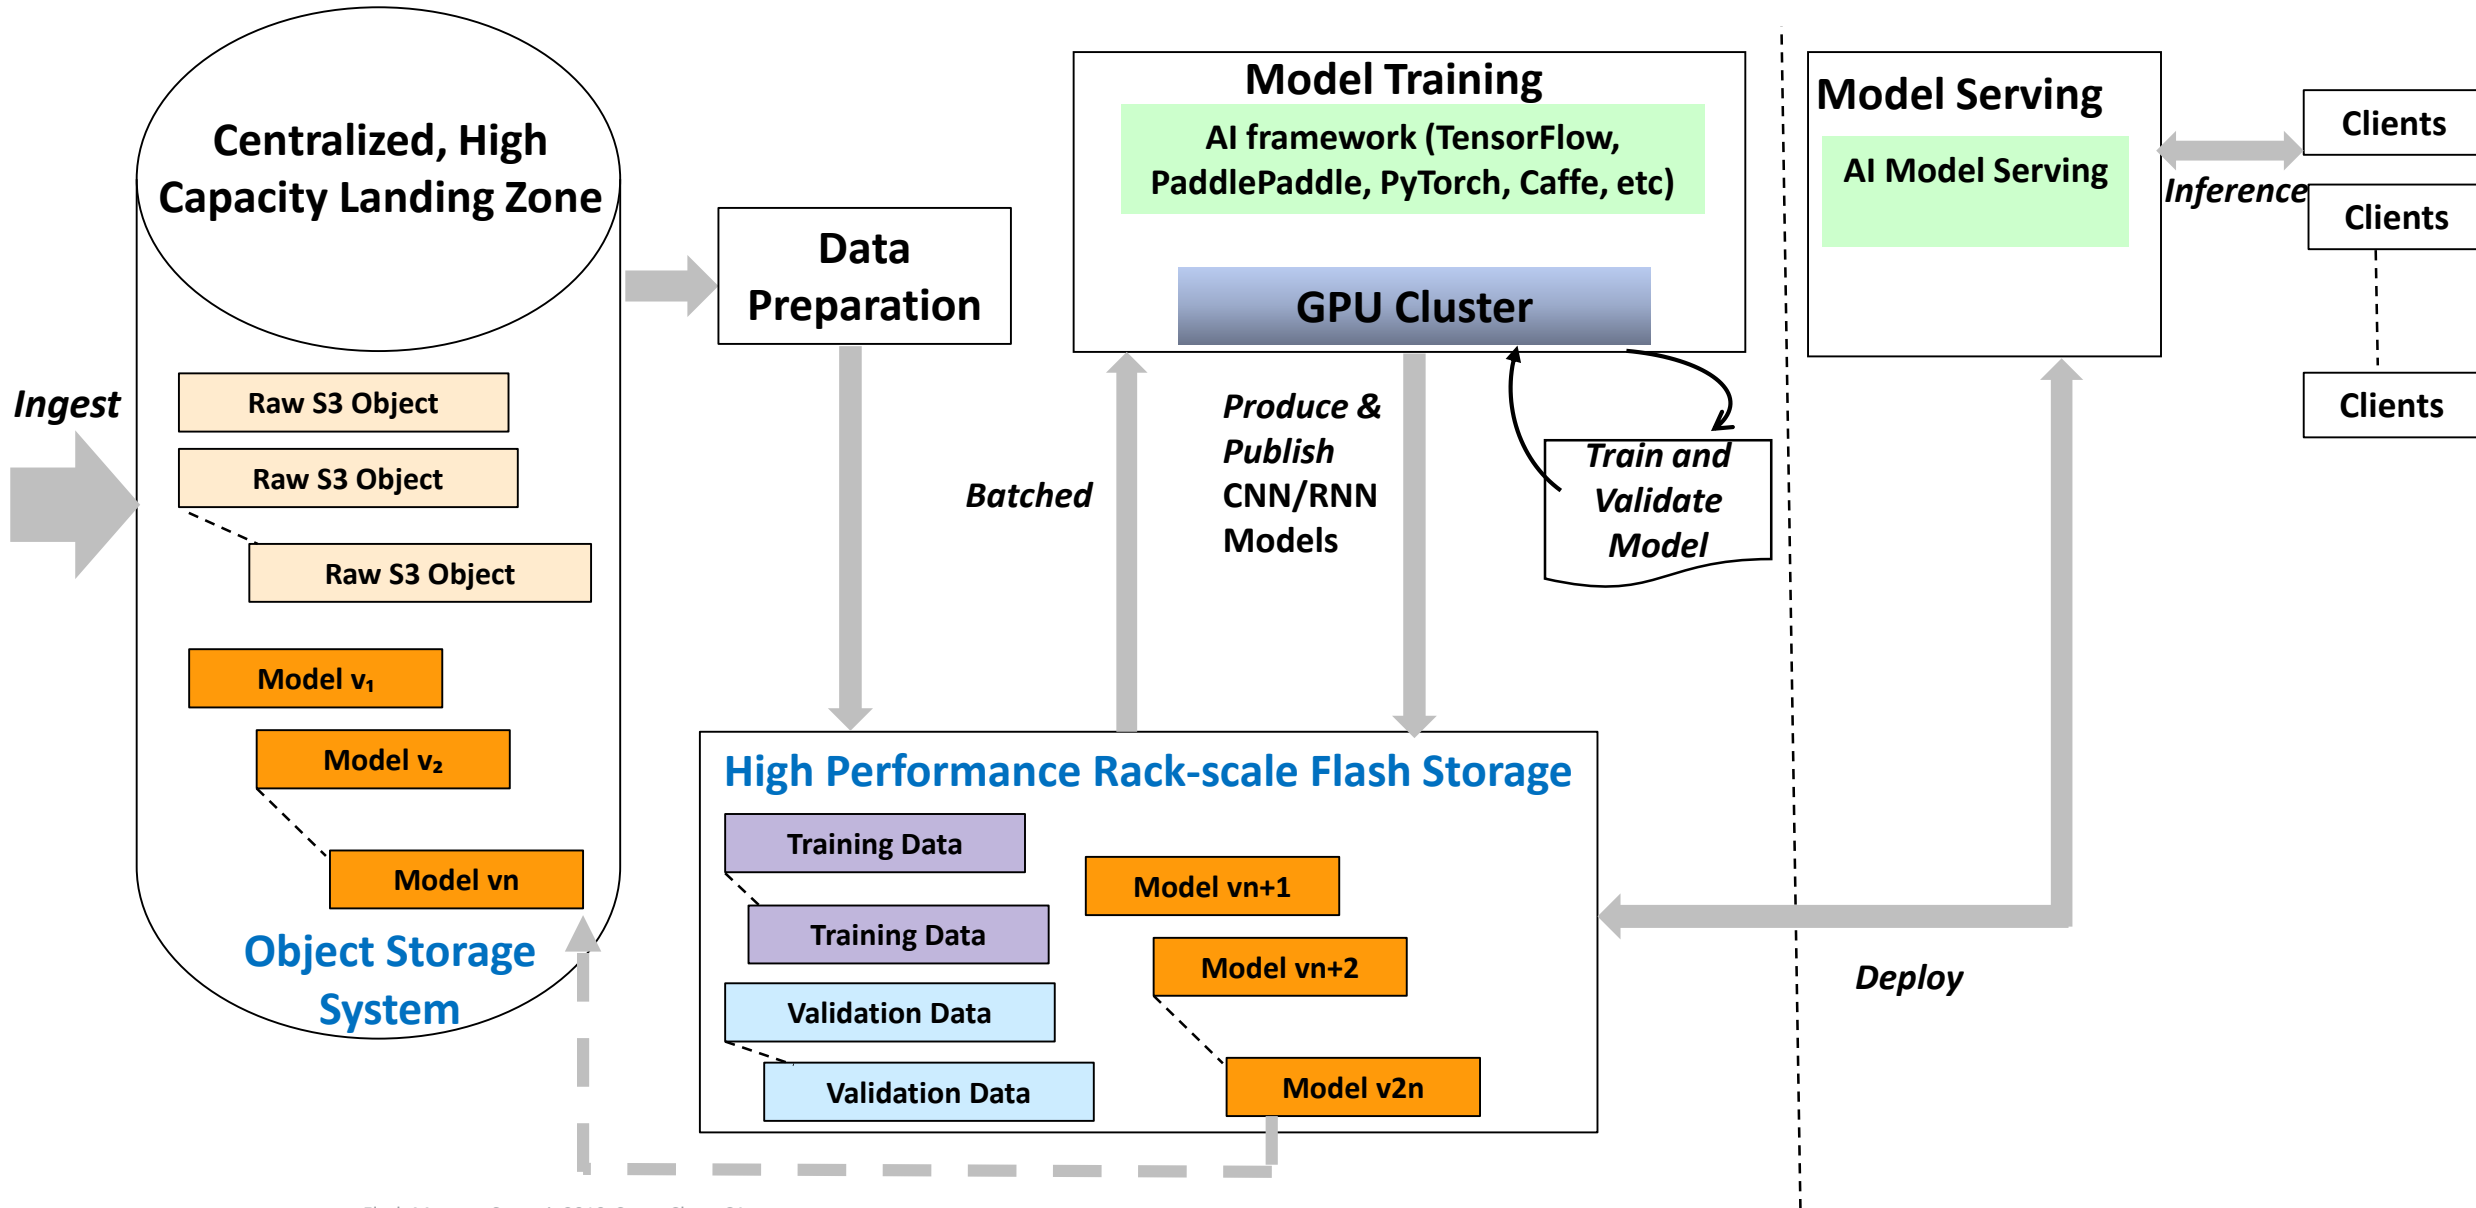 Centralized, High
Capacity Landing Zone
Ingest
Raw S3 Object
Raw S3 Object
Raw S3 Object
Model v₁
Model v₂
Model vn
Object Storage
System
Data
Preparation
Model Training
AI framework (TensorFlow,
PaddlePaddle, PyTorch, Caffe, etc)
GPU Cluster
Batched
Produce &
Publish
CNN/RNN
Models
Train and
Validate
Model
High Performance Rack-scale Flash Storage
Training Data
Training Data
Validation Data
Validation Data
Model vn+1
Model vn+2
Model v2n
Model Serving
AI Model Serving
Inference
Clients
Clients
Clients
Deploy